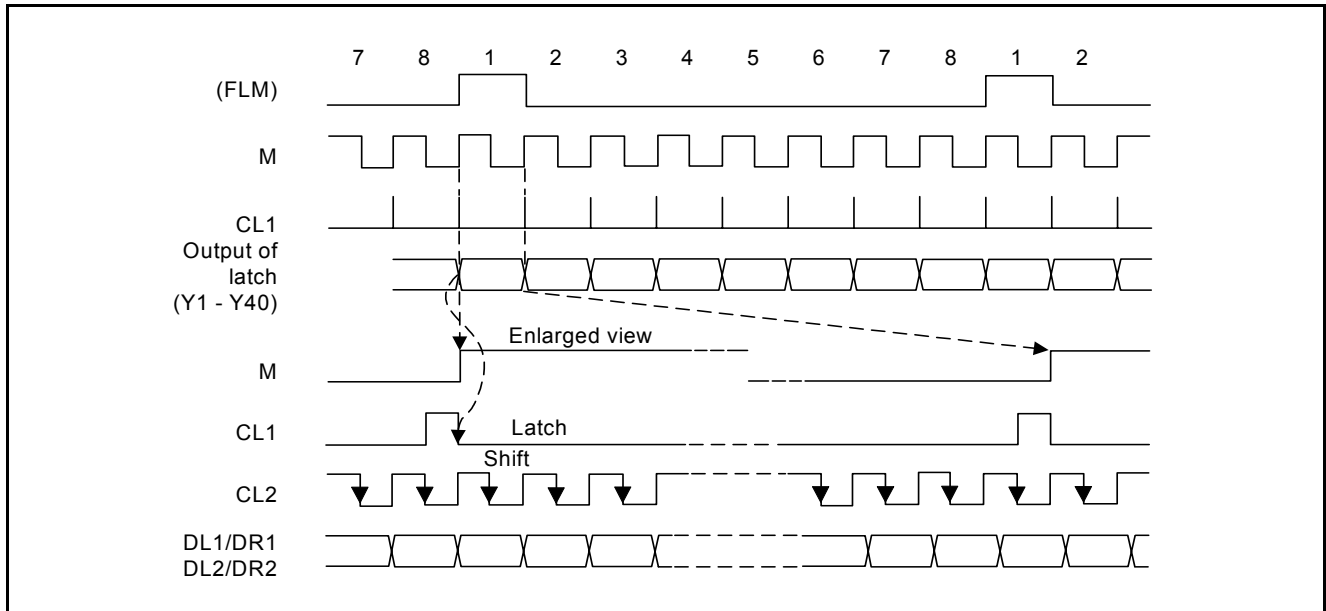 7 8 1 2 3 4 5 6 7 8 1 2
(FLM)
M
CL1
Output of
latch
(Y1 - Y40)
Enlarged view
M
CL1
Latch
Shift
CL2
DL1/DR1
DL2/DR2